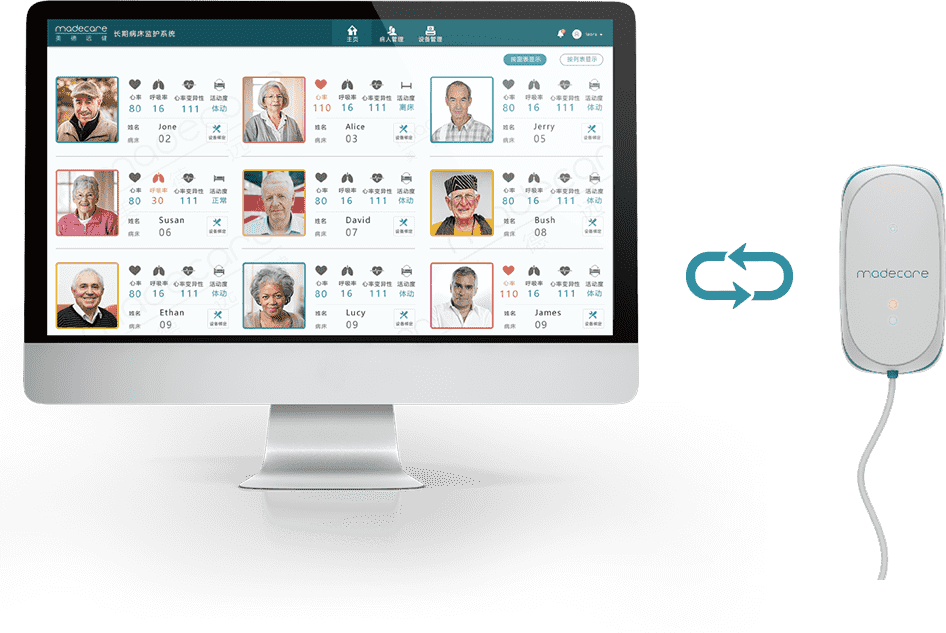 madecare 长期病床监护系统 主页 病人管理 设备管理
美德远健
按图表显示 按列表显示
心率 呼吸率 心率变异性 活动度
80 16 111 体动
姓名 Jone
病床 02 设备绑定
心率 呼吸率 心率变异性 活动度
110 16 111 离床
姓名 Alice
病床 03 设备绑定
心率 呼吸率 心率变异性 活动度
80 16 111 体动
姓名 Jerry
病床 05 设备绑定
心率 呼吸率 心率变异性 活动度
80 30 111 正常
姓名 Susan
病床 06 设备绑定
心率 呼吸率 心率变异性 活动度
80 16 111 体动
姓名 David
病床 07 设备绑定
心率 呼吸率 心率变异性 活动度
80 16 111 体动
姓名 Bush
病床 08 设备绑定
心率 呼吸率 心率变异性 活动度
80 16 111 体动
姓名 Ethan
病床 09 设备绑定
心率 呼吸率 心率变异性 活动度
80 16 111 体动
姓名 Lucy
病床 09 设备绑定
心率 呼吸率 心率变异性 活动度
110 16 111 体动
姓名 James
病床 09 设备绑定
madecare